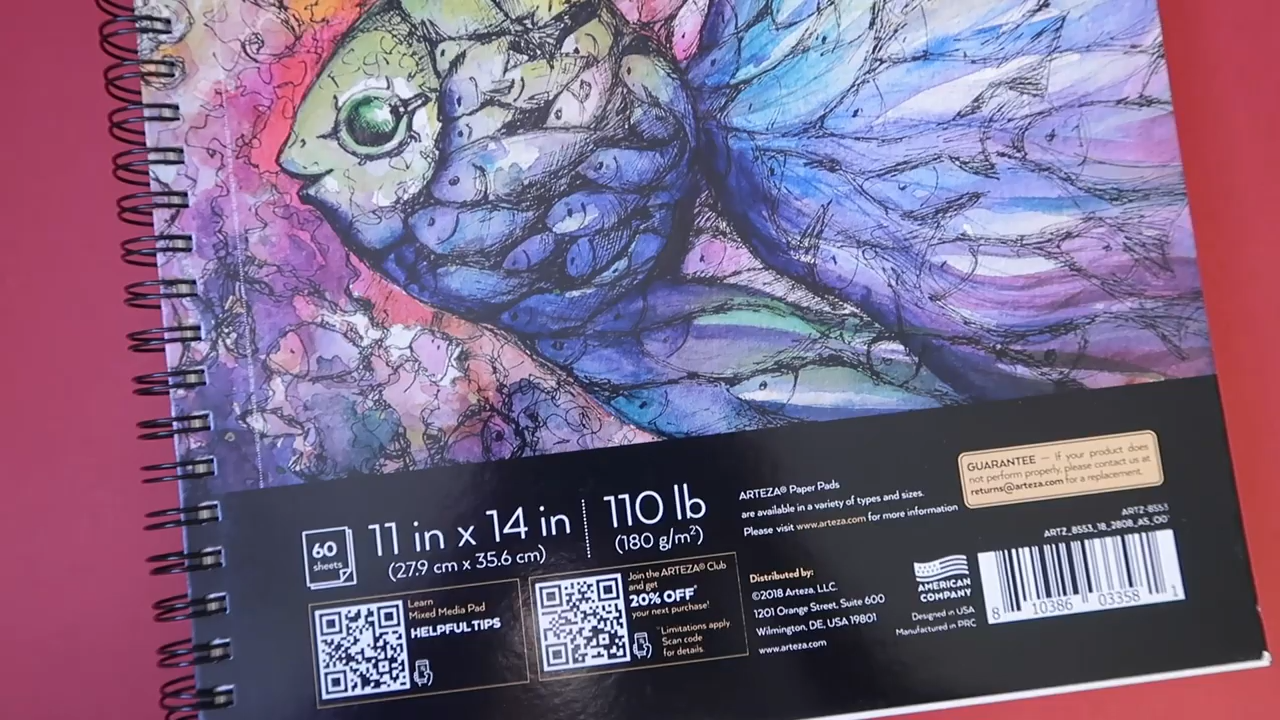 60
sheets
11 in x 14 in
(27.9 cm x 35.6 cm)
110 lb
(180 g/m²)
ARTEZA® Paper Pads
are available in a variety of types and sizes.
Please visit www.arteza.com for more information
GUARANTEE — If your product does
not perform properly, please contact us at
returns@arteza.com for a replacement.
Learn
Mixed Media Pad
HELPFUL TIPS
Join the ARTEZA® Club
and get
20% OFF*
your next purchase!
*Limitations apply.
Scan code
for details.
Distributed by:
©2018 Arteza, LLC.
1201 Orange Street, Suite 600
Wilmington, DE, USA 19801
www.arteza.com
AMERICAN
COMPANY
Designed in USA
Manufactured in PRC
ARTZ-8553
ARTZ_8553_18_2808_A5_00
8 10386 03358 1